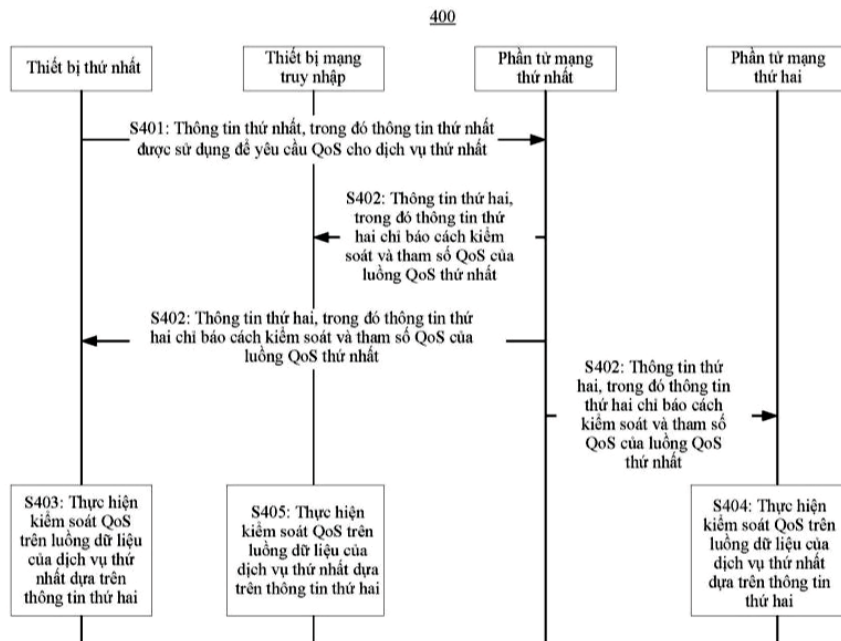 400
Thiết bị thứ nhất
Thiết bị mạng
truy nhập
Phần tử mạng
thứ nhất
Phần tử mạng
thứ hai
S401: Thông tin thứ nhất, trong đó thông tin thứ nhất
được sử dụng để yêu cầu QoS cho dịch vụ thứ nhất
S402: Thông tin thứ hai,
trong đó thông tin thứ
hai chỉ báo cách kiểm
soát và tham số QoS của
luồng QoS thứ nhất
S402: Thông tin thứ hai, trong đó thông tin thứ
hai chỉ báo cách kiểm soát và tham số QoS của
luồng QoS thứ nhất
S402: Thông tin thứ
hai, trong đó thông tin
thứ hai chỉ báo cách
kiểm soát và tham số
QoS của luồng QoS
thứ nhất
S403: Thực hiện
kiểm soát QoS
trên luồng dữ liệu
của dịch vụ thứ
nhất dựa trên
thông tin thứ hai
S405: Thực hiện
kiểm soát QoS trên
luồng dữ liệu của
dịch vụ thứ nhất dựa
trên thông tin thứ hai
S404: Thực hiện
kiểm soát QoS trên
luồng dữ liệu của
dịch vụ thứ nhất
dựa trên thông tin
thứ hai